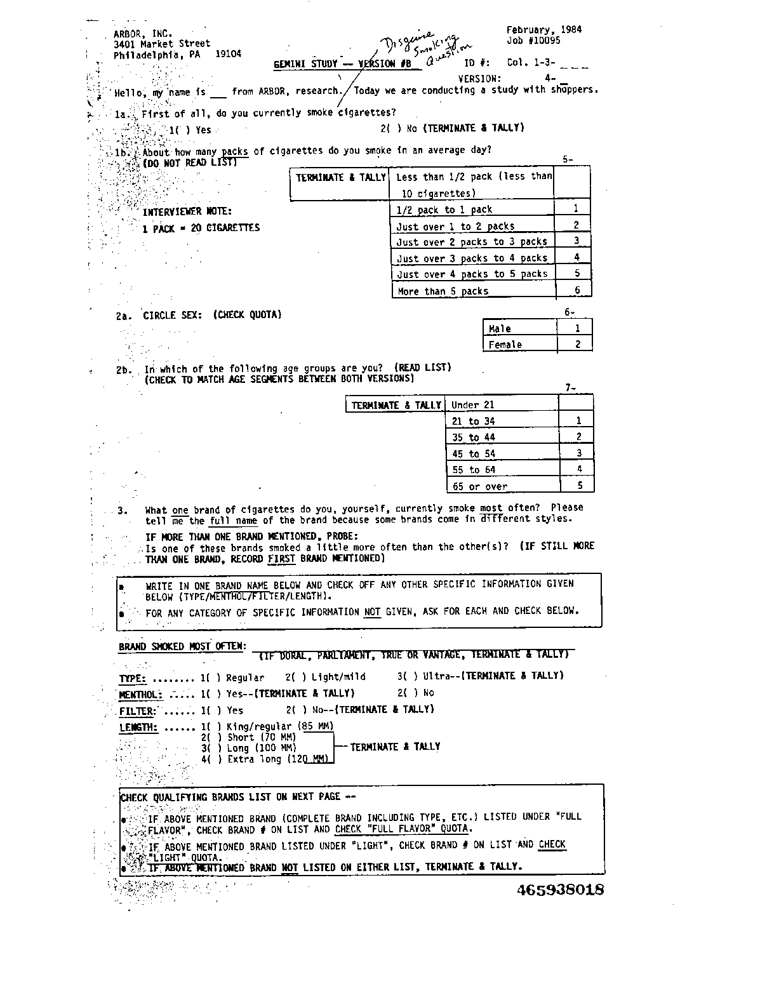 ARBOR, INC.
3401 Market Street
Philadelphia, PA 19104
Disguise Smoking Question
February, 1984
Job #10095
GEMINI STUDY — VERSION #B
ID #: Col. 1-3- _ _ _
VERSION: 4- _
Hello, my name is ___ from ARBOR, research. Today we are conducting a study with shoppers.
1a. First of all, do you currently smoke cigarettes?
1( ) Yes 2( ) No (TERMINATE & TALLY)
1b. About how many packs of cigarettes do you smoke in an average day?
(DO NOT READ LIST)
5-
TERMINATE & TALLY Less than 1/2 pack (less than
10 cigarettes)
INTERVIEWER NOTE:
1 PACK = 20 CIGARETTES
1/2 pack to 1 pack 1
Just over 1 to 2 packs 2
Just over 2 packs to 3 packs 3
Just over 3 packs to 4 packs 4
Just over 4 packs to 5 packs 5
More than 5 packs 6
2a. CIRCLE SEX: (CHECK QUOTA)
6-
Male 1
Female 2
2b. In which of the following age groups are you? (READ LIST)
(CHECK TO MATCH AGE SEGMENTS BETWEEN BOTH VERSIONS)
7-
TERMINATE & TALLY Under 21
21 to 34 1
35 to 44 2
45 to 54 3
55 to 64 4
65 or over 5
3. What one brand of cigarettes do you, yourself, currently smoke most often? Please
tell me the full name of the brand because some brands come in different styles.
IF MORE THAN ONE BRAND MENTIONED, PROBE:
Is one of these brands smoked a little more often than the other(s)? (IF STILL MORE
THAN ONE BRAND, RECORD FIRST BRAND MENTIONED)
• WRITE IN ONE BRAND NAME BELOW AND CHECK OFF ANY OTHER SPECIFIC INFORMATION GIVEN
BELOW (TYPE/MENTHOL/FILTER/LENGTH).
• FOR ANY CATEGORY OF SPECIFIC INFORMATION NOT GIVEN, ASK FOR EACH AND CHECK BELOW.
BRAND SMOKED MOST OFTEN:
(IF DORAL, PARLIAMENT, TRUE OR VANTAGE, TERMINATE & TALLY)
TYPE: ........ 1( ) Regular 2( ) Light/mild 3( ) Ultra--(TERMINATE & TALLY)
MENTHOL: ..... 1( ) Yes--(TERMINATE & TALLY) 2( ) No
FILTER: ...... 1( ) Yes 2( ) No--(TERMINATE & TALLY)
LENGTH: ...... 1( ) King/regular (85 MM)
2( ) Short (70 MM)
3( ) Long (100 MM) — TERMINATE & TALLY
4( ) Extra long (120 MM)
CHECK QUALIFYING BRANDS LIST ON NEXT PAGE --
• IF ABOVE MENTIONED BRAND (COMPLETE BRAND INCLUDING TYPE, ETC.) LISTED UNDER "FULL
FLAVOR", CHECK BRAND # ON LIST AND CHECK "FULL FLAVOR" QUOTA.
• IF ABOVE MENTIONED BRAND LISTED UNDER "LIGHT", CHECK BRAND # ON LIST AND CHECK
"LIGHT" QUOTA.
• IF ABOVE MENTIONED BRAND NOT LISTED ON EITHER LIST, TERMINATE & TALLY.
465938018